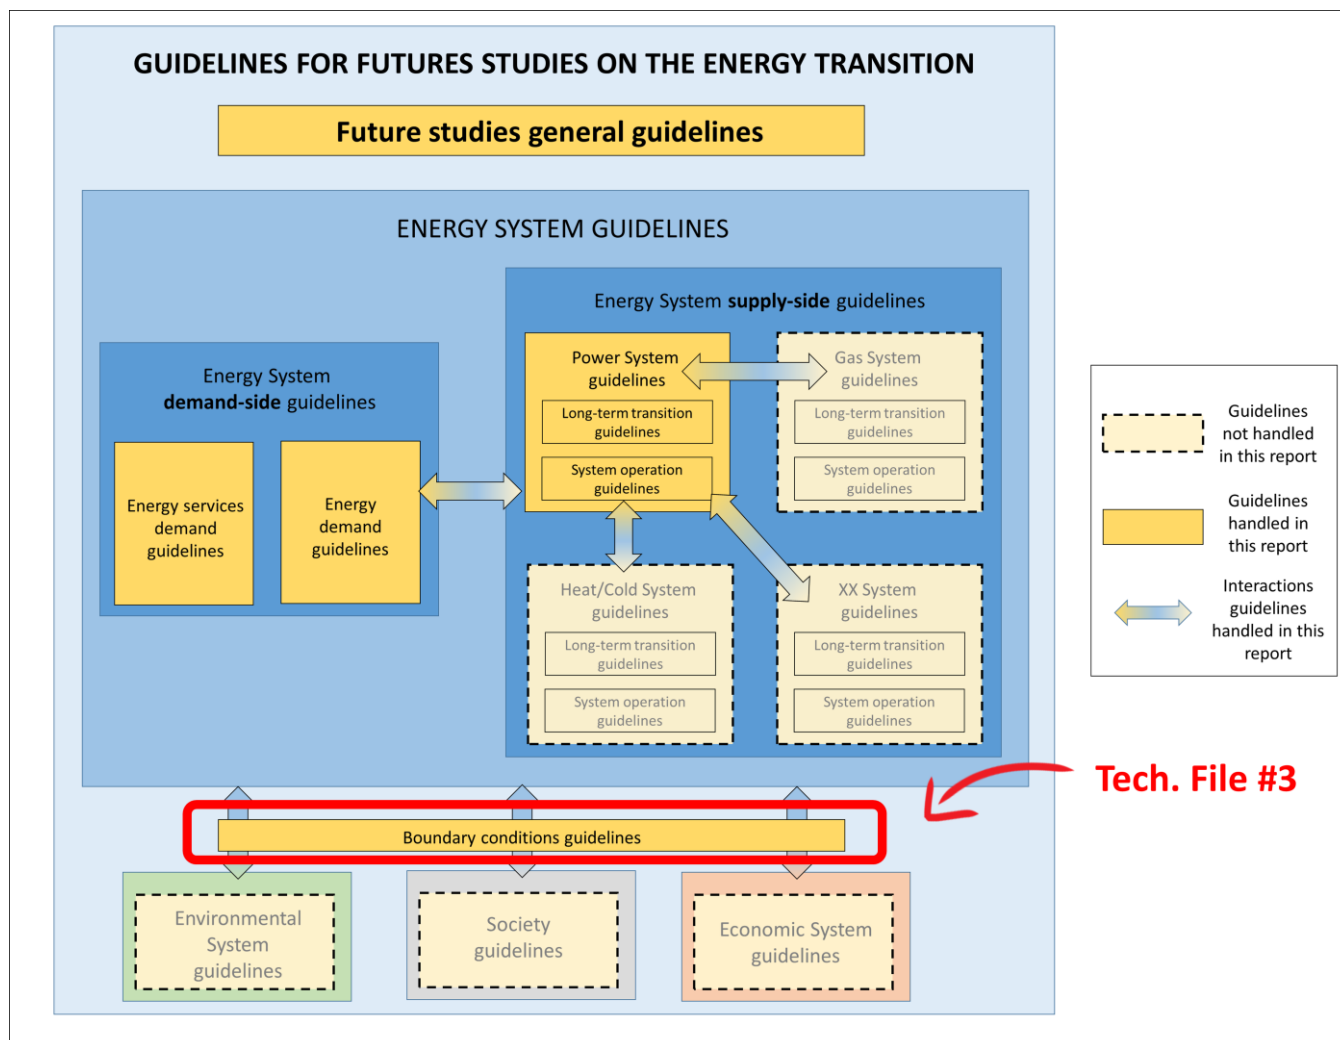 GUIDELINES FOR FUTURES STUDIES ON THE ENERGY TRANSITION
Future studies general guidelines
ENERGY SYSTEM GUIDELINES
Energy System supply-side guidelines
Power System
guidelines
Long-term transition
guidelines
System operation
guidelines
Gas System
guidelines
Long-term transition
guidelines
System operation
guidelines
Energy System
demand-side guidelines
Energy services
demand
guidelines
Energy
demand
guidelines
Heat/Cold System
guidelines
Long-term transition
guidelines
System operation
guidelines
XX System
guidelines
Long-term transition
guidelines
System operation
guidelines
Guidelines
not handled
in this report
Guidelines
handled in
this report
Interactions
guidelines
handled in this
report
Tech. File #3
Boundary conditions guidelines
Environmental
System
guidelines
Society
guidelines
Economic System
guidelines